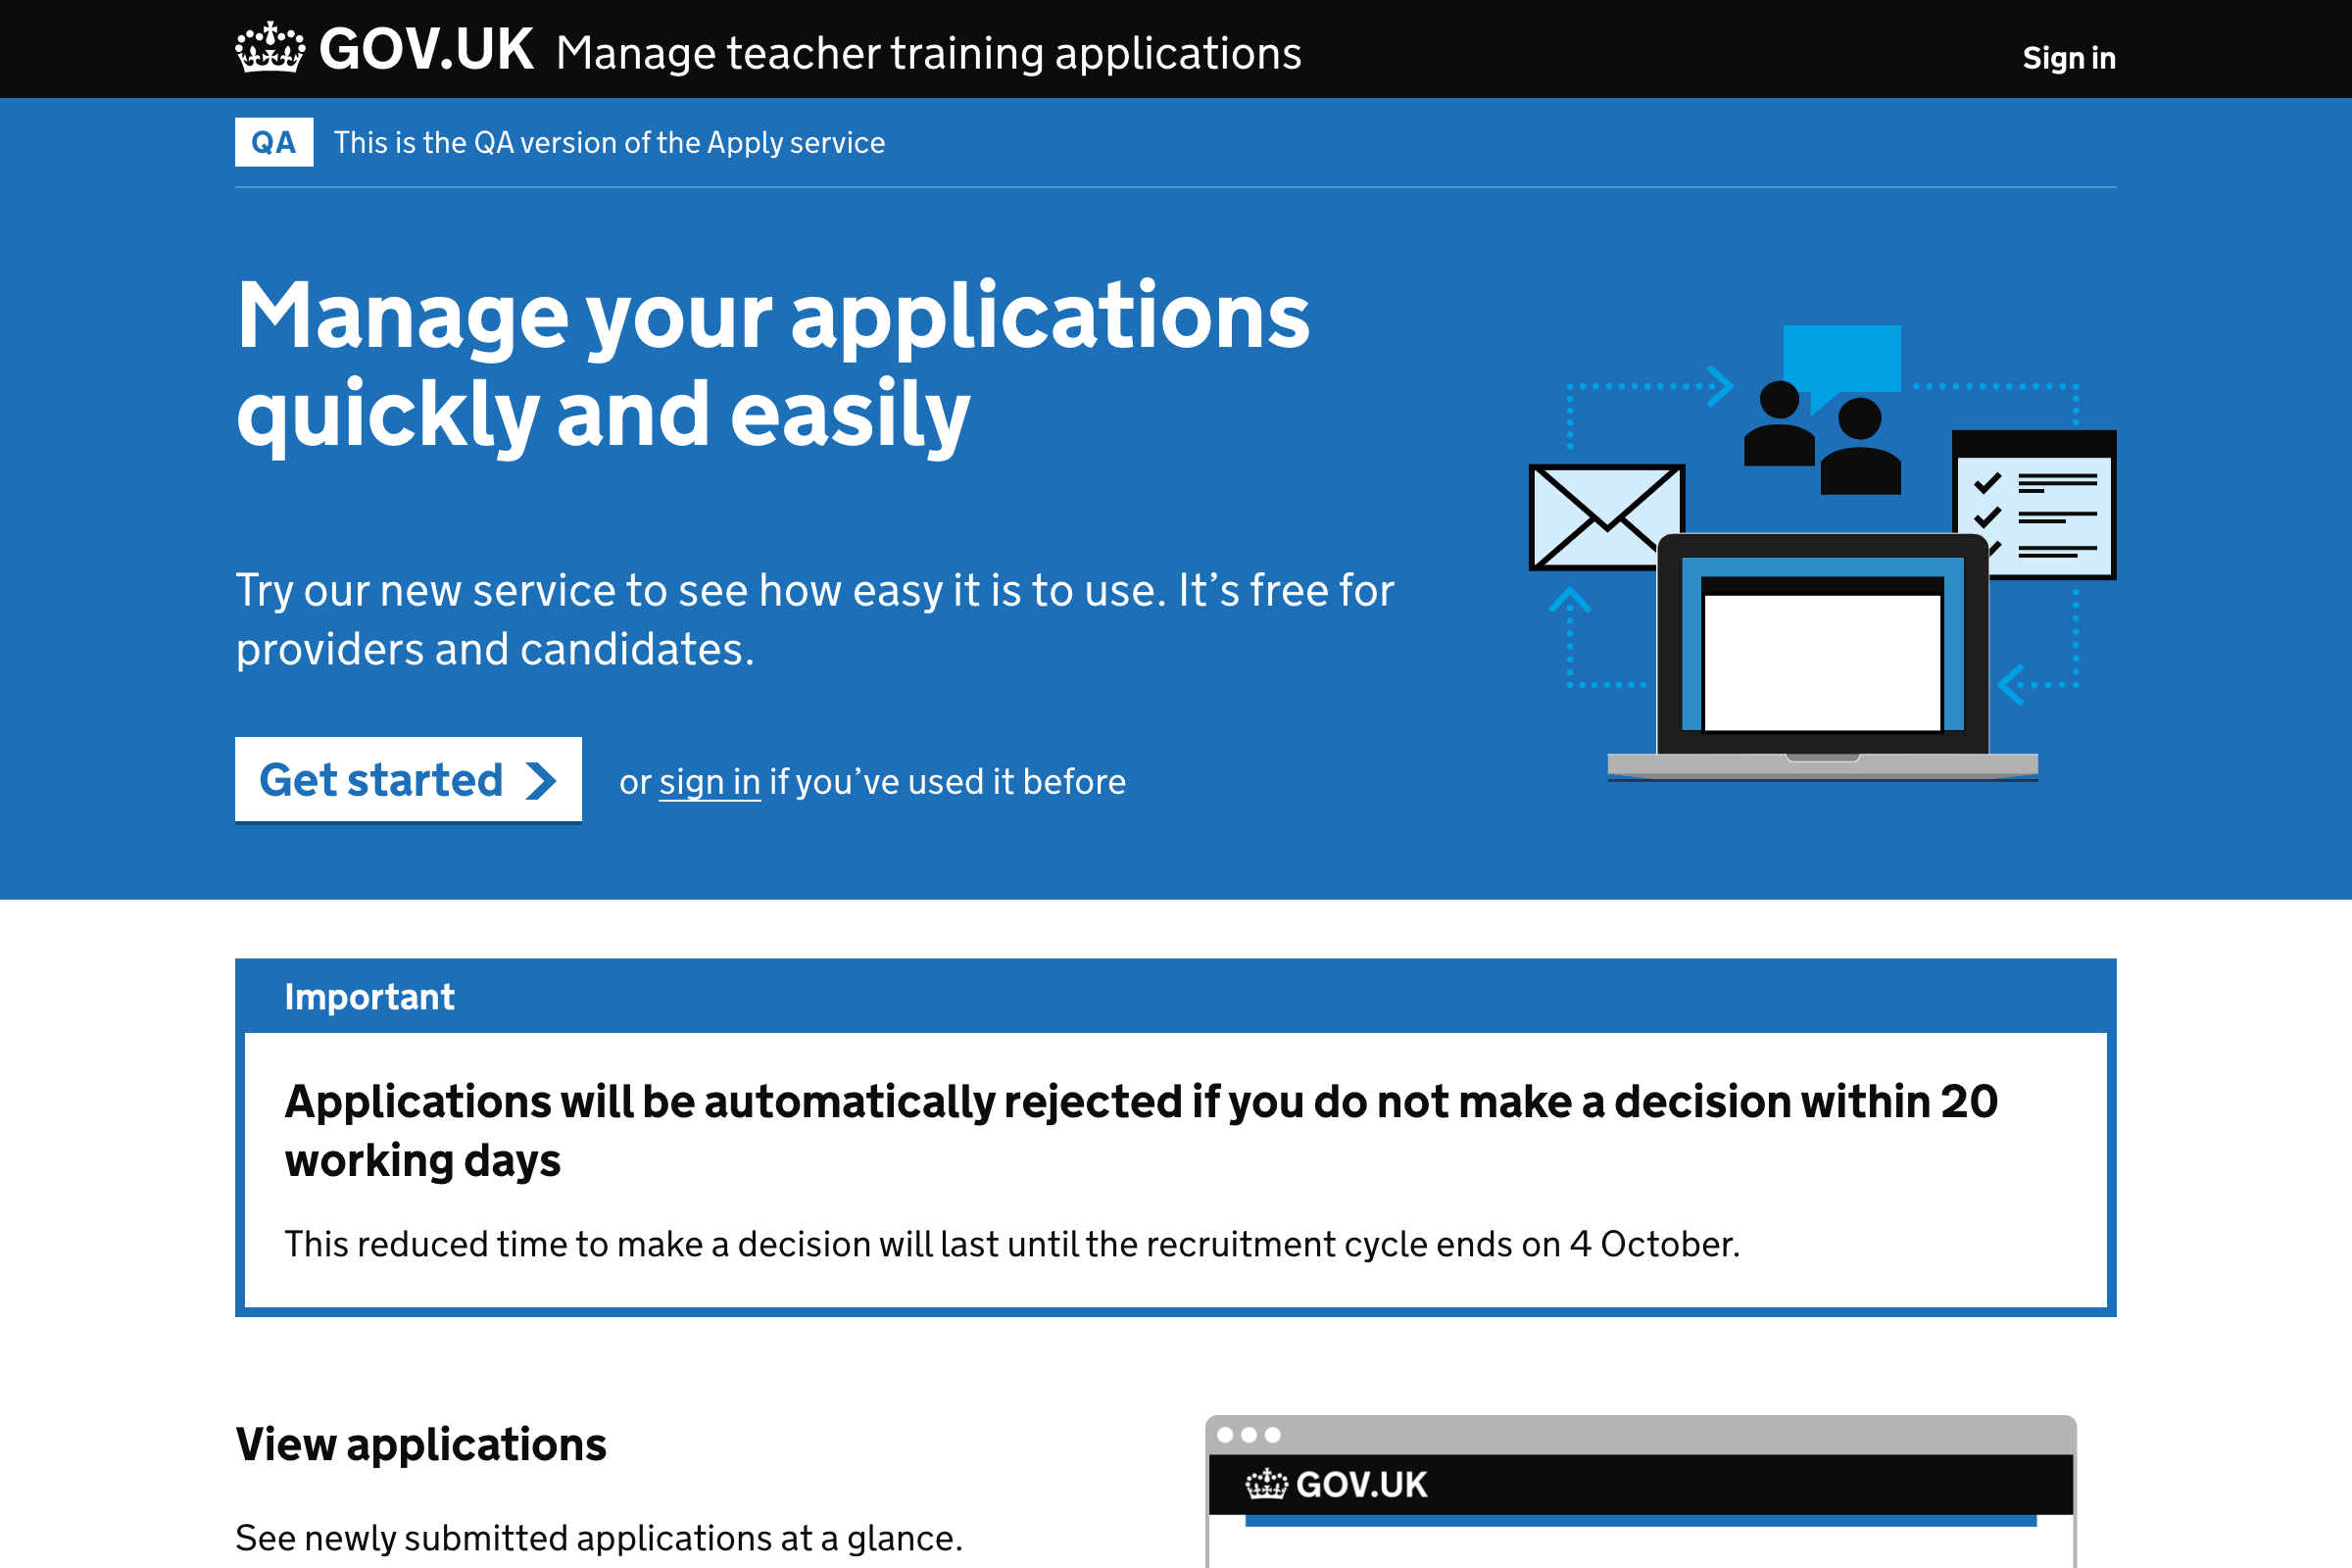 GOV.UK Manage teacher training applications
Sign in
QA This is the QA version of the Apply service
Manage your applications
quickly and easily
Try our new service to see how easy it is to use. It’s free for
providers and candidates.
Get started
or sign in if you’ve used it before
Important
Applications will be automatically rejected if you do not make a decision within 20
working days
This reduced time to make a decision will last until the recruitment cycle ends on 4 October.
View applications
See newly submitted applications at a glance.
GOV.UK